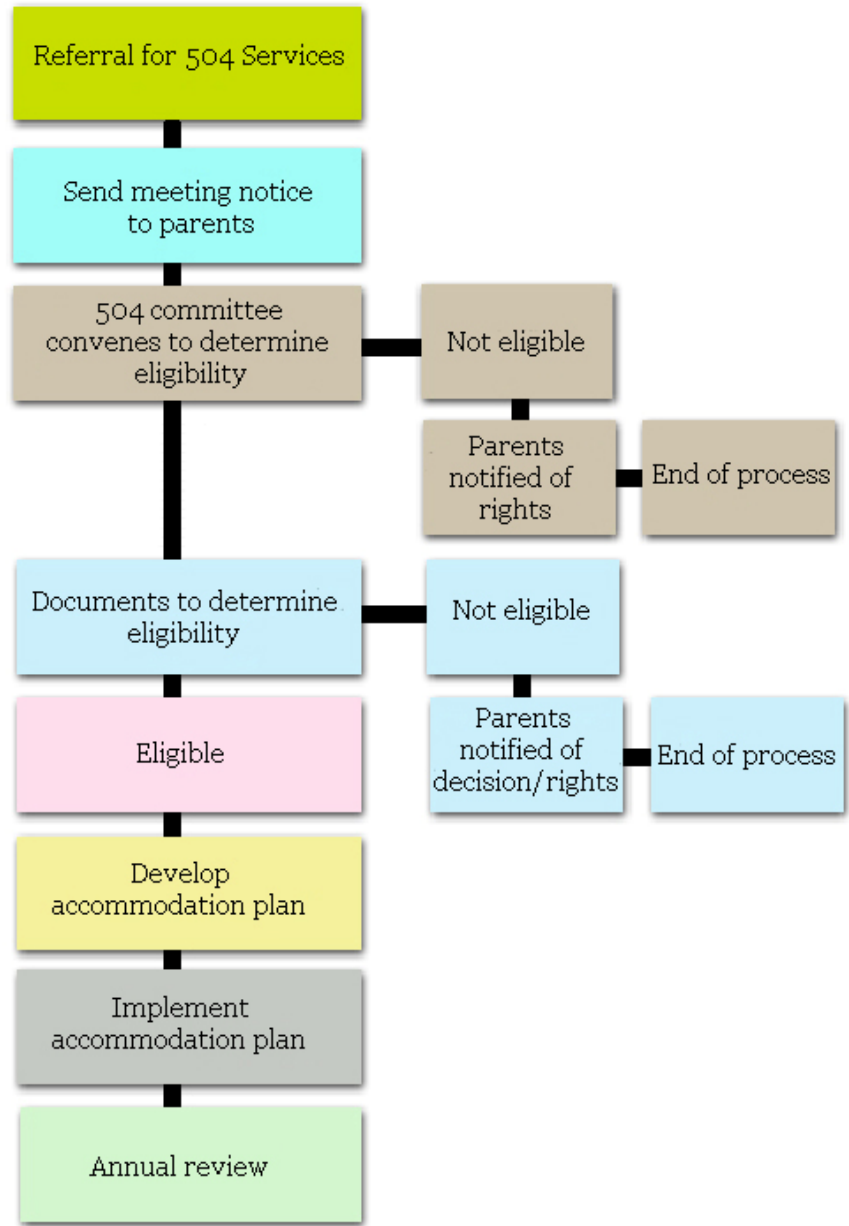 Referral for 504 Services
Send meeting notice
to parents
504 committee
convenes to determine
eligibility
Not eligible
Parents
notified of
rights
End of process
Documents to determine
eligibility
Not eligible
Parents
notified of
decision/rights
End of process
Eligible
Develop
accommodation plan
Implement
accommodation plan
Annual review